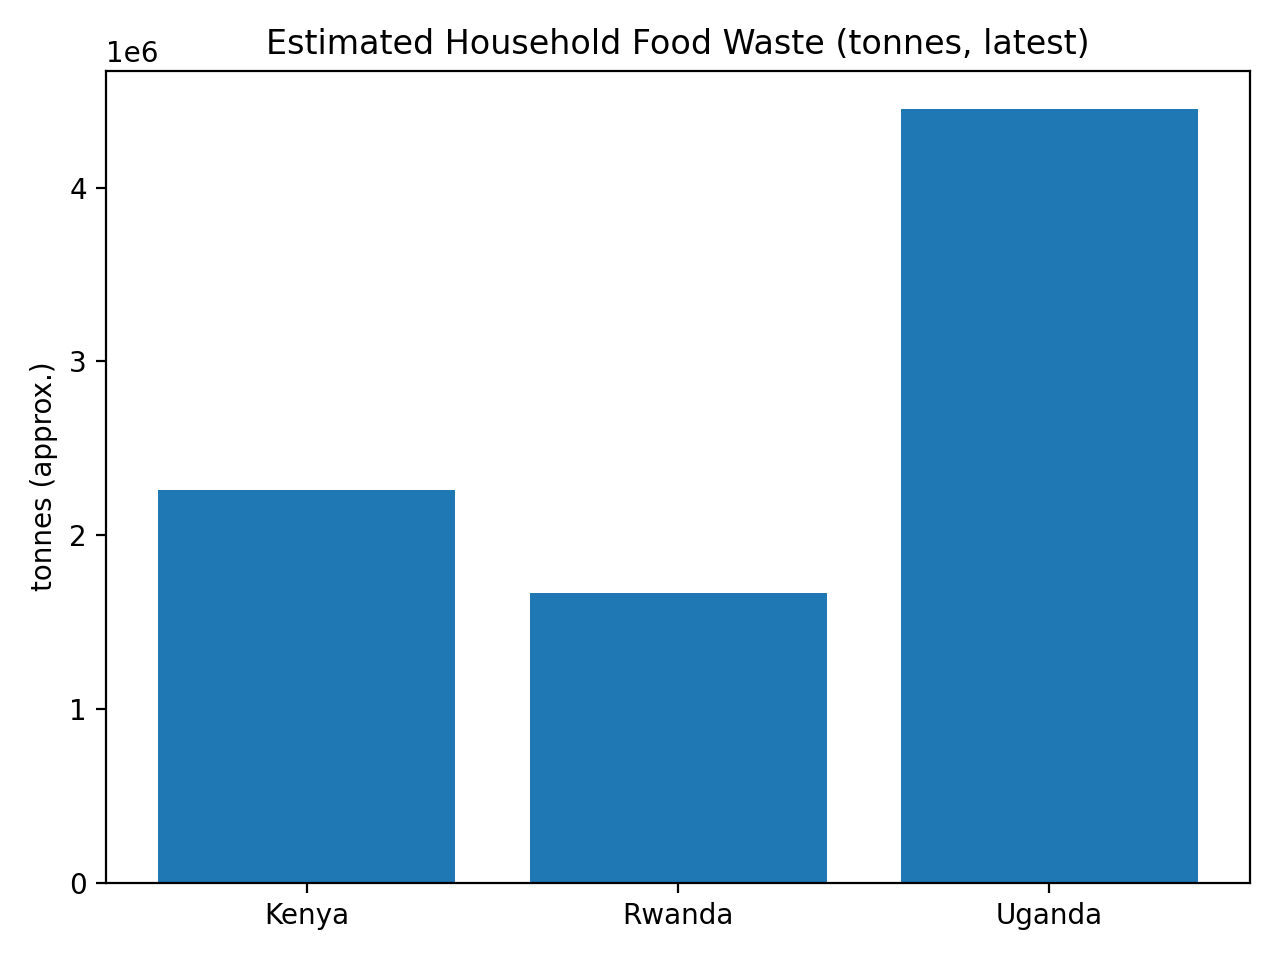 Estimated Household Food Waste (tonnes, latest)
1e6
tonnes (approx.)
4
3
2
1
0
Kenya
Rwanda
Uganda